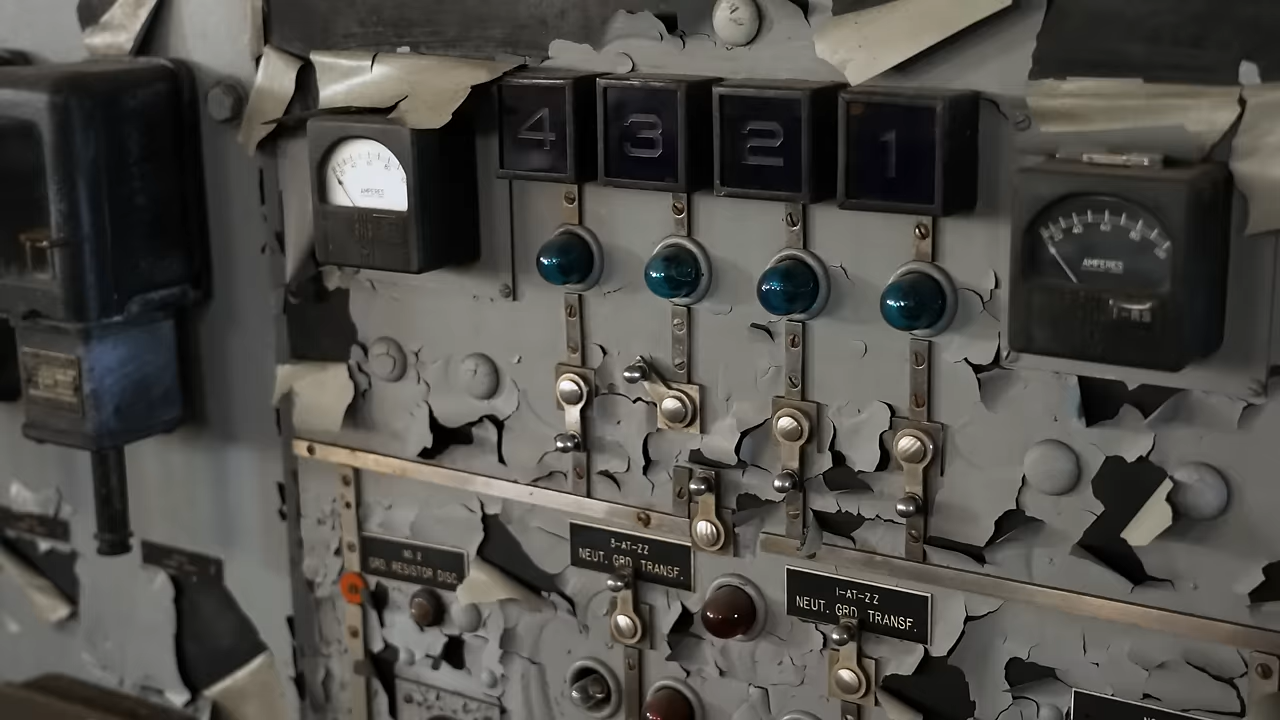 4 3 2 1
AMPERES
AMPERES
NO 2
GRD. RESISTOR DISC
3-AT-ZZ
NEUT. GRD. TRANSF.
1-AT-ZZ
NEUT. GRD. TRANSF.